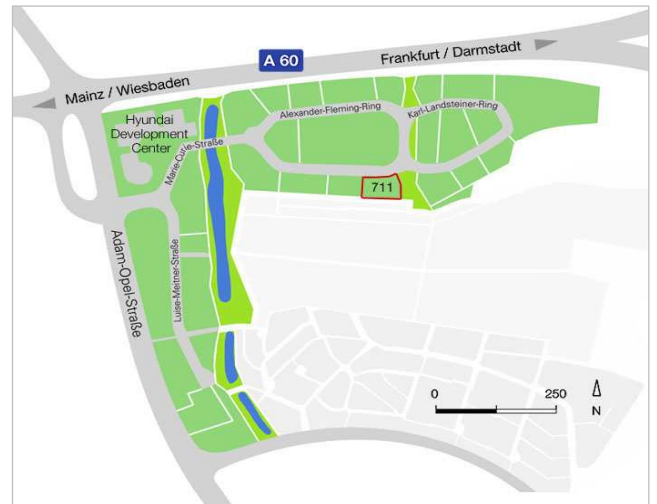 A 60
Frankfurt / Darmstadt
Mainz / Wiesbaden
Hyundai
Development
Center
Marie-Curie-Straße
Alexander-Fleming-Ring
Karl-Landsteiner-Ring
711
Adam-Opel-Straße
Luise-Meitner-Straße
0
250
N